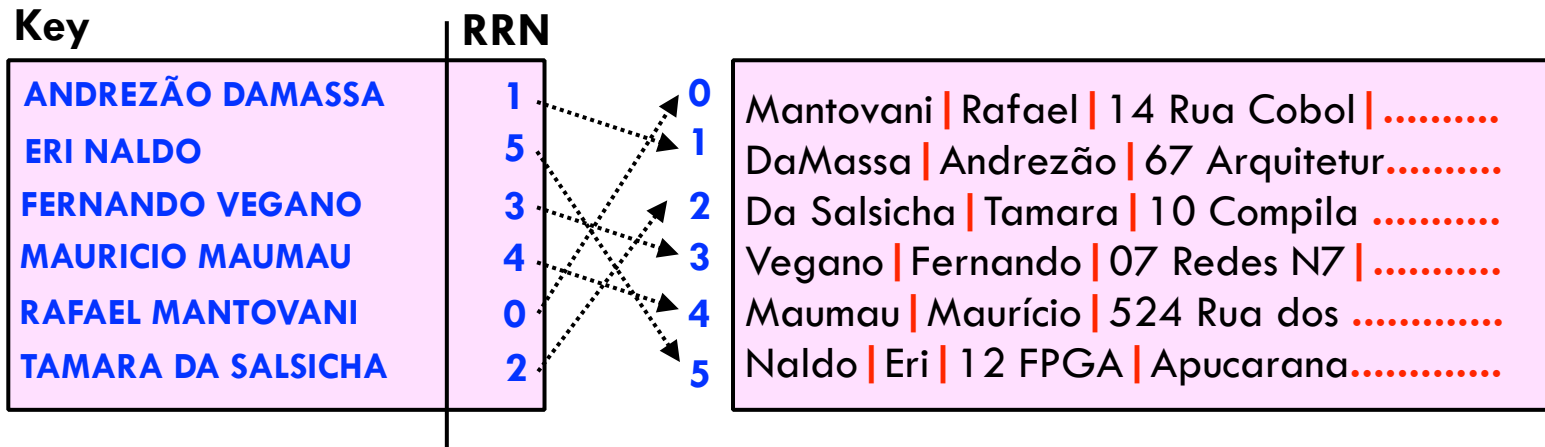 Key RRN
ANDREZÃO DAMASSA 1
ERI NALDO 5
FERNANDO VEGANO 3
MAURICIO MAUMAU 4
RAFAEL MANTOVANI 0
TAMARA DA SALSICHA 2
0 Mantovani|Rafael|14 Rua Cobol|..........
1 DaMassa|Andrezão|67 Arquitetur..........
2 Da Salsicha|Tamara|10 Compila ...........
3 Vegano|Fernando|07 Redes N7|...........
4 Maumau|Maurício|524 Rua dos .............
5 Naldo|Eri|12 FPGA|Apucarana.............